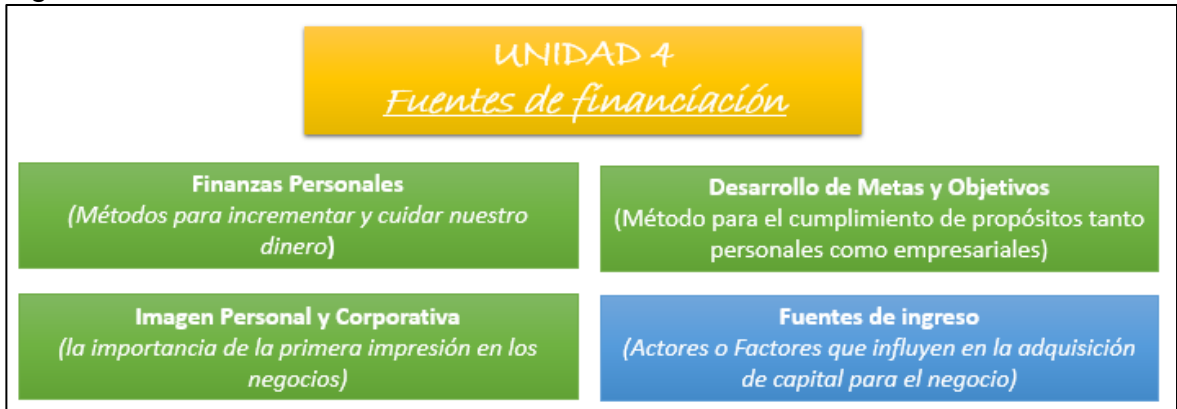 UNIDAD 4
Fuentes de financiación
Finanzas Personales
(Métodos para incrementar y cuidar nuestro
dinero)
Desarrollo de Metas y Objetivos
(Método para el cumplimiento de propósitos tanto
personales como empresariales)
Imagen Personal y Corporativa
(la importancia de la primera impresión en los
negocios)
Fuentes de ingreso
(Actores o Factores que influyen en la adquisición
de capital para el negocio)